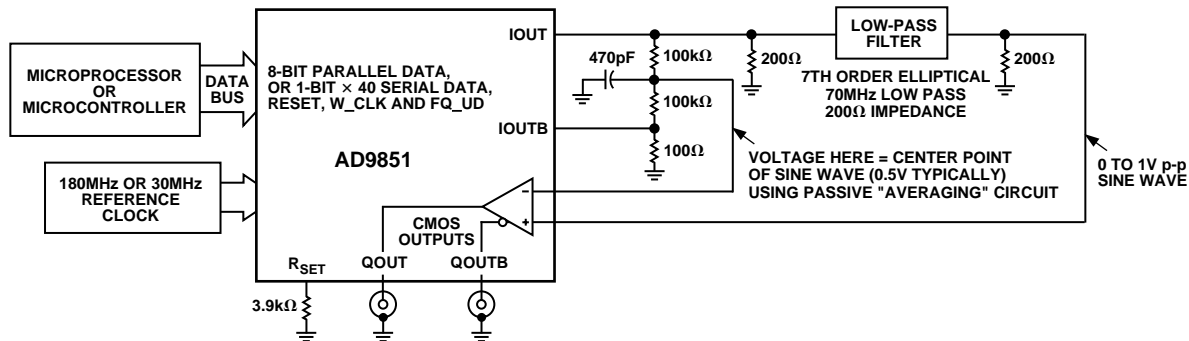 MICROPROCESSOR
OR
MICROCONTROLLER
DATA
BUS
180MHz OR 30MHz
REFERENCE
CLOCK
8-BIT PARALLEL DATA,
OR 1-BIT × 40 SERIAL DATA,
RESET, W_CLK AND FQ_UD
AD9851
IOUT
IOUTB
CMOS
OUTPUTS
–
+
RSET
QOUT
QOUTB
3.9kΩ
470pF
100kΩ
100kΩ
100Ω
200Ω
LOW-PASS
FILTER
200Ω
7TH ORDER ELLIPTICAL
70MHz LOW PASS
200Ω IMPEDANCE
VOLTAGE HERE = CENTER POINT
OF SINE WAVE (0.5V TYPICALLY)
USING PASSIVE "AVERAGING" CIRCUIT
0 TO 1V p-p
SINE WAVE